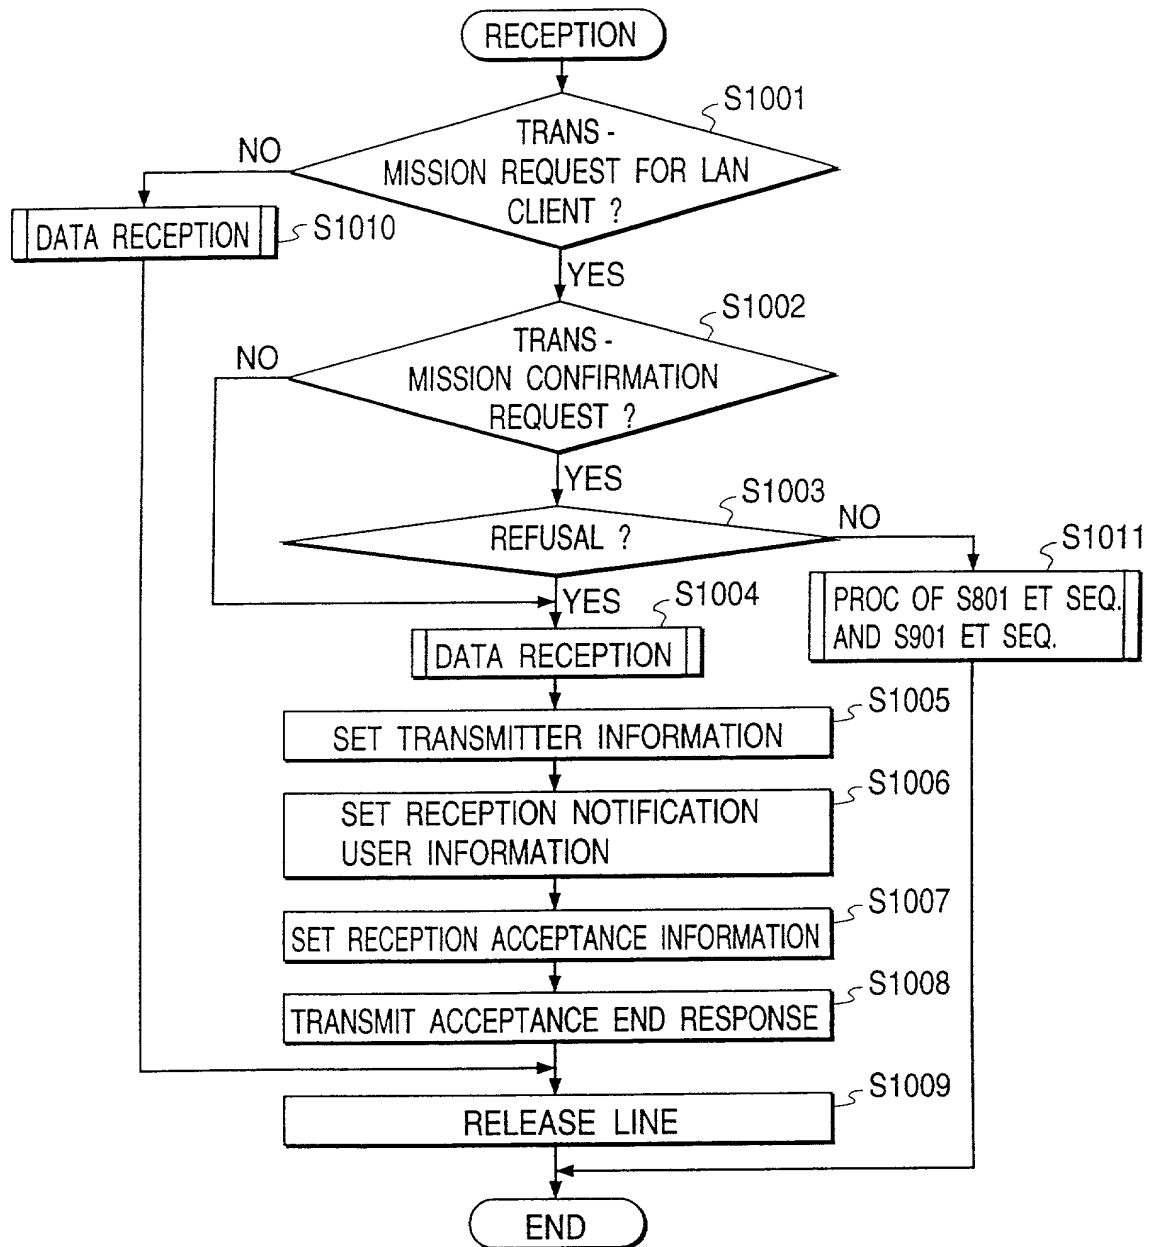 RECEPTION
S1001
TRANS -
MISSION REQUEST FOR LAN
CLIENT ?
NO
DATA RECEPTION
S1010
YES
S1002
TRANS -
MISSION CONFIRMATION
REQUEST ?
NO
YES
S1003
REFUSAL ?
NO
S1011
PROC OF S801 ET SEQ.
AND S901 ET SEQ.
YES
S1004
DATA RECEPTION
S1005
SET TRANSMITTER INFORMATION
S1006
SET RECEPTION NOTIFICATION
USER INFORMATION
S1007
SET RECEPTION ACCEPTANCE INFORMATION
S1008
TRANSMIT ACCEPTANCE END RESPONSE
S1009
RELEASE LINE
END